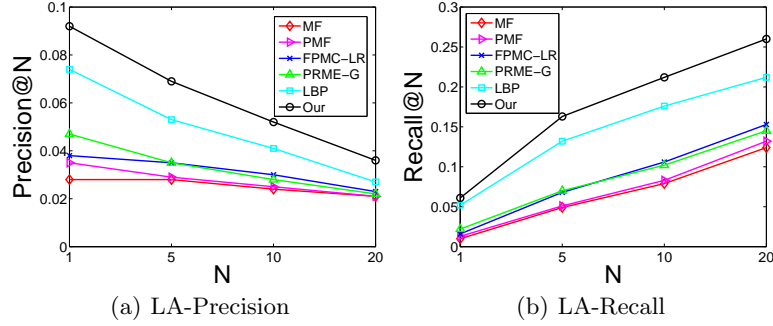 Precision@N
0.1
0.08
0.06
0.04
0.02
0
1
5
10
20
N
MF
PMF
FPMC-LR
PRME-G
LBP
Our
(a) LA-Precision
Recall@N
0.3
0.25
0.2
0.15
0.1
0.05
0
1
5
10
20
N
MF
PMF
FPMC-LR
PRME-G
LBP
Our
(b) LA-Recall